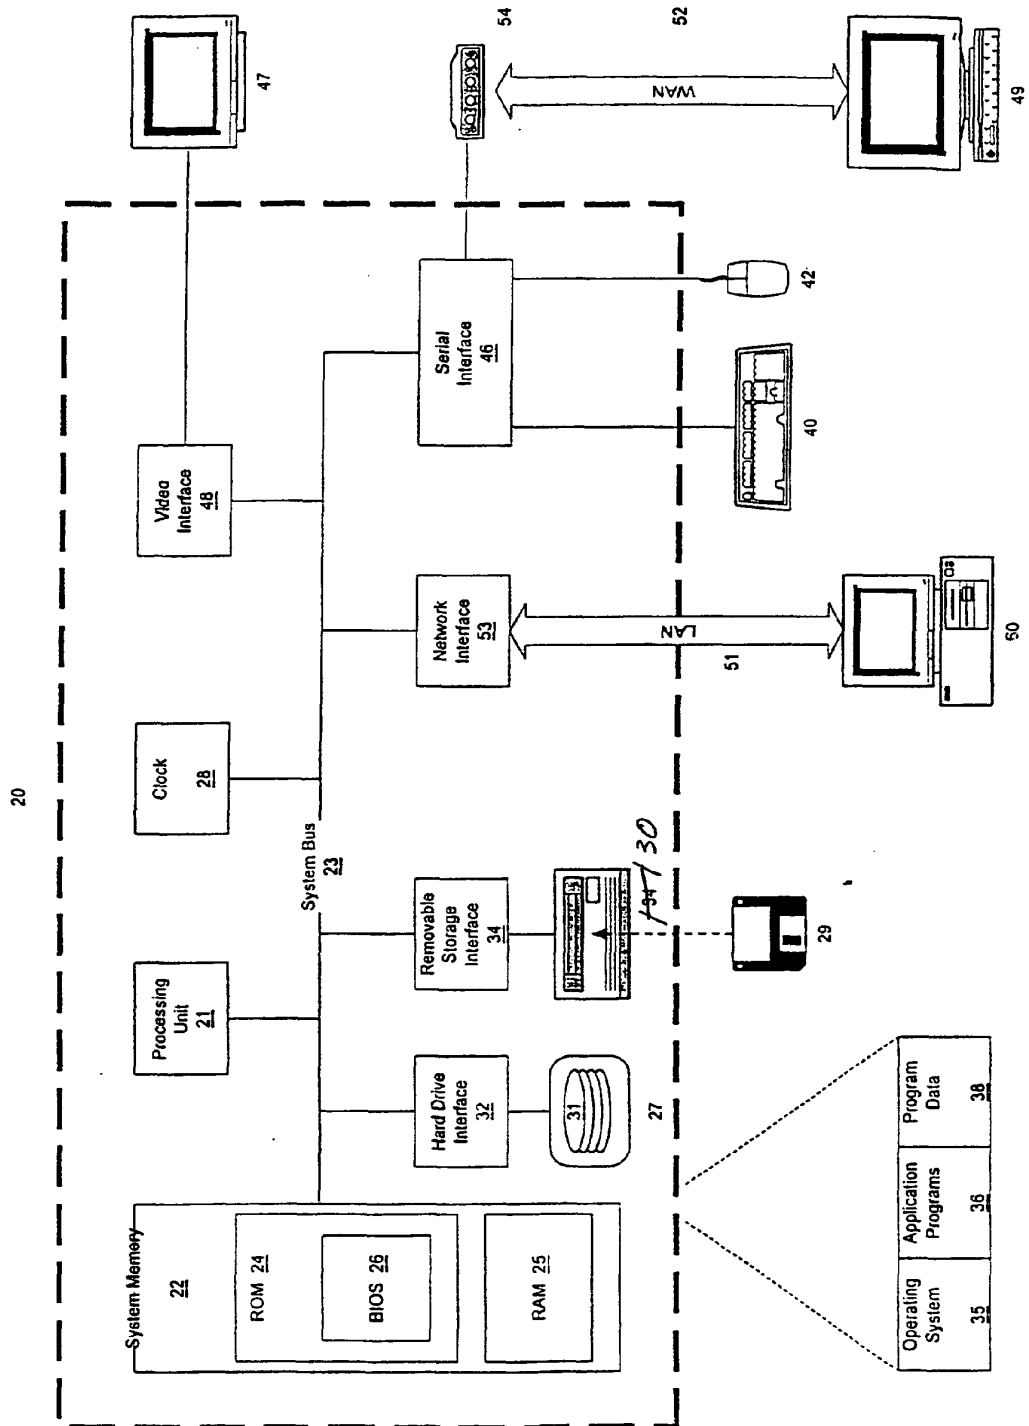 20
System Memory
22
ROM 24
BIOS 26
RAM 25
Processing
Unit
21
Clock
28
Video
Interface
48
47
System Bus
23
Hard Drive
Interface
32
31
27
Removable
Storage
Interface
34
34
30
29
Network
Interface
53
LAN
51
60
Serial
Interface
46
40
42
54
WAN
52
49
Operating
System
35
Application
Programs
36
Program
Data
38